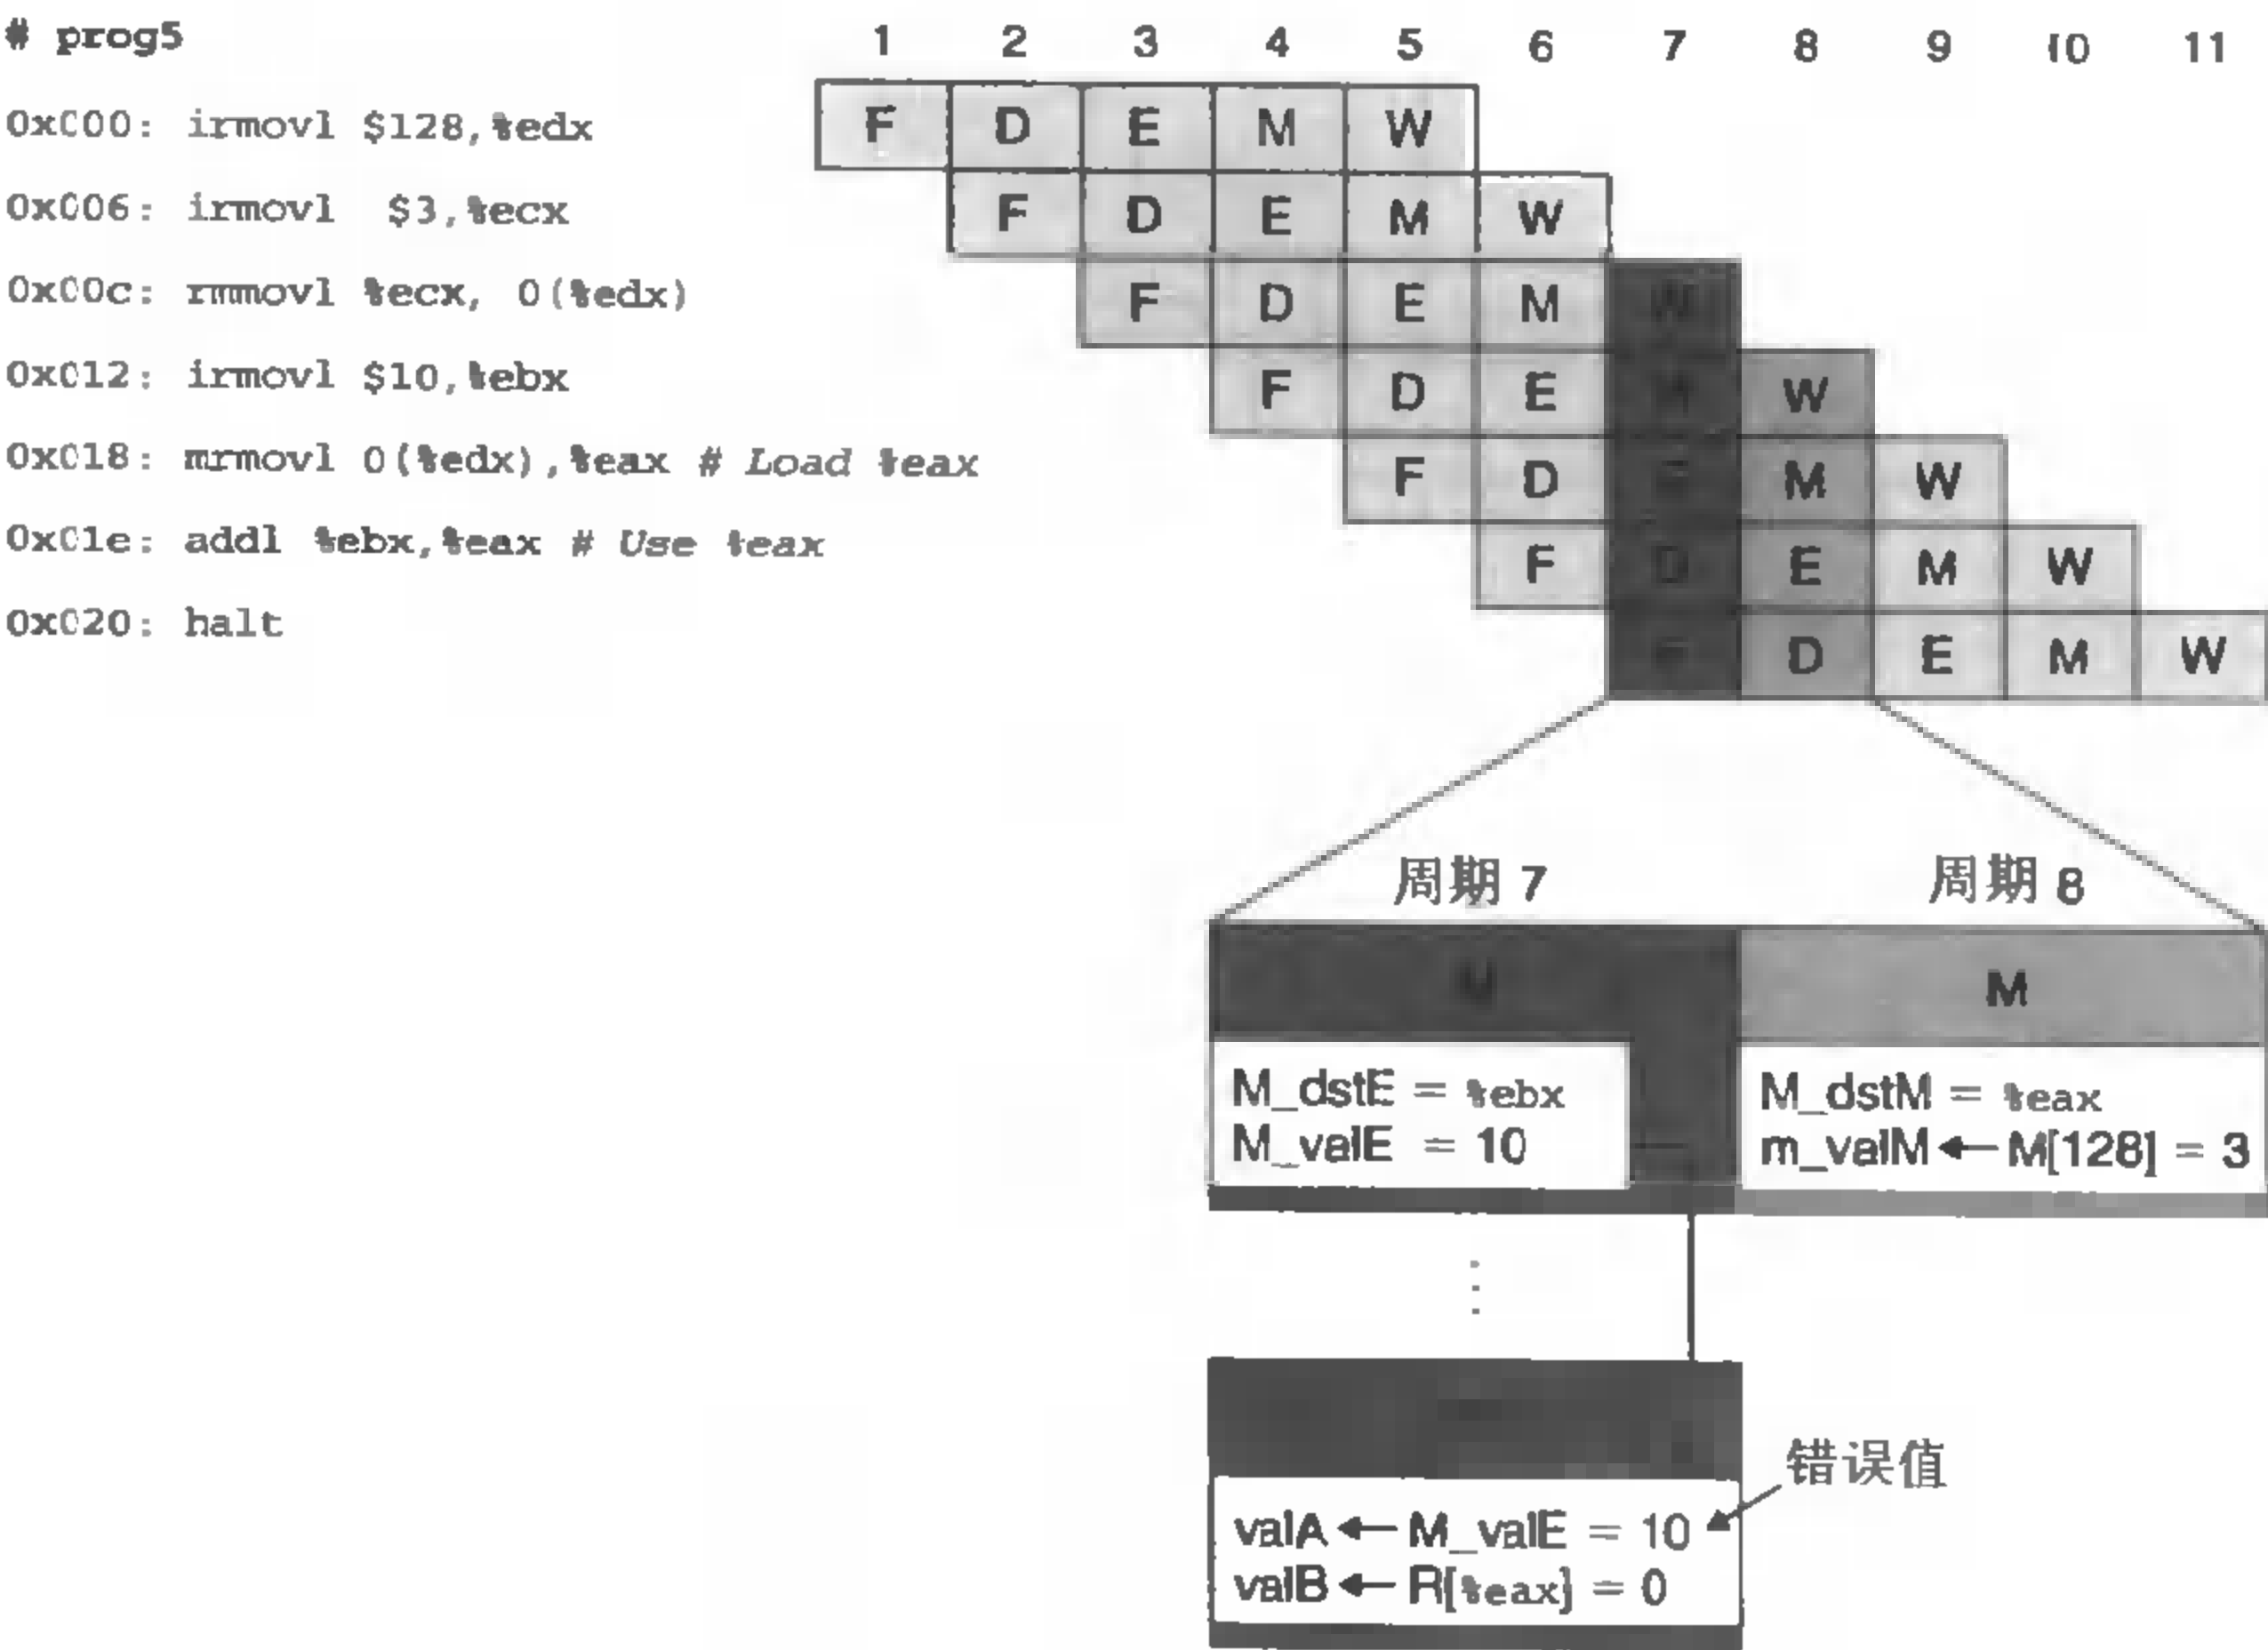 # prog5
1 2 3 4 5 6 7 8 9 10 11
0x000: irmovl $128,%edx
F D E M W
0x006: irmovl $3,%ecx
F D E M W
0x00c: rmmovl %ecx, 0(%edx)
F D E M W
0x012: irmovl $10,%ebx
F D E M W
0x018: mrmovl 0(%edx),%eax # Load %eax
F D E M W
0x01e: addl %ebx,%eax # Use %eax
F D E M W
0x020: halt
F D E M W
周期 7
周期 8
M
M
M_dstE = %ebx
M_valE = 10
M_dstM = %eax
m_valM ← M[128] = 3
⋮
错误值
valA ← M_valE = 10
valB ← R[%eax] = 0